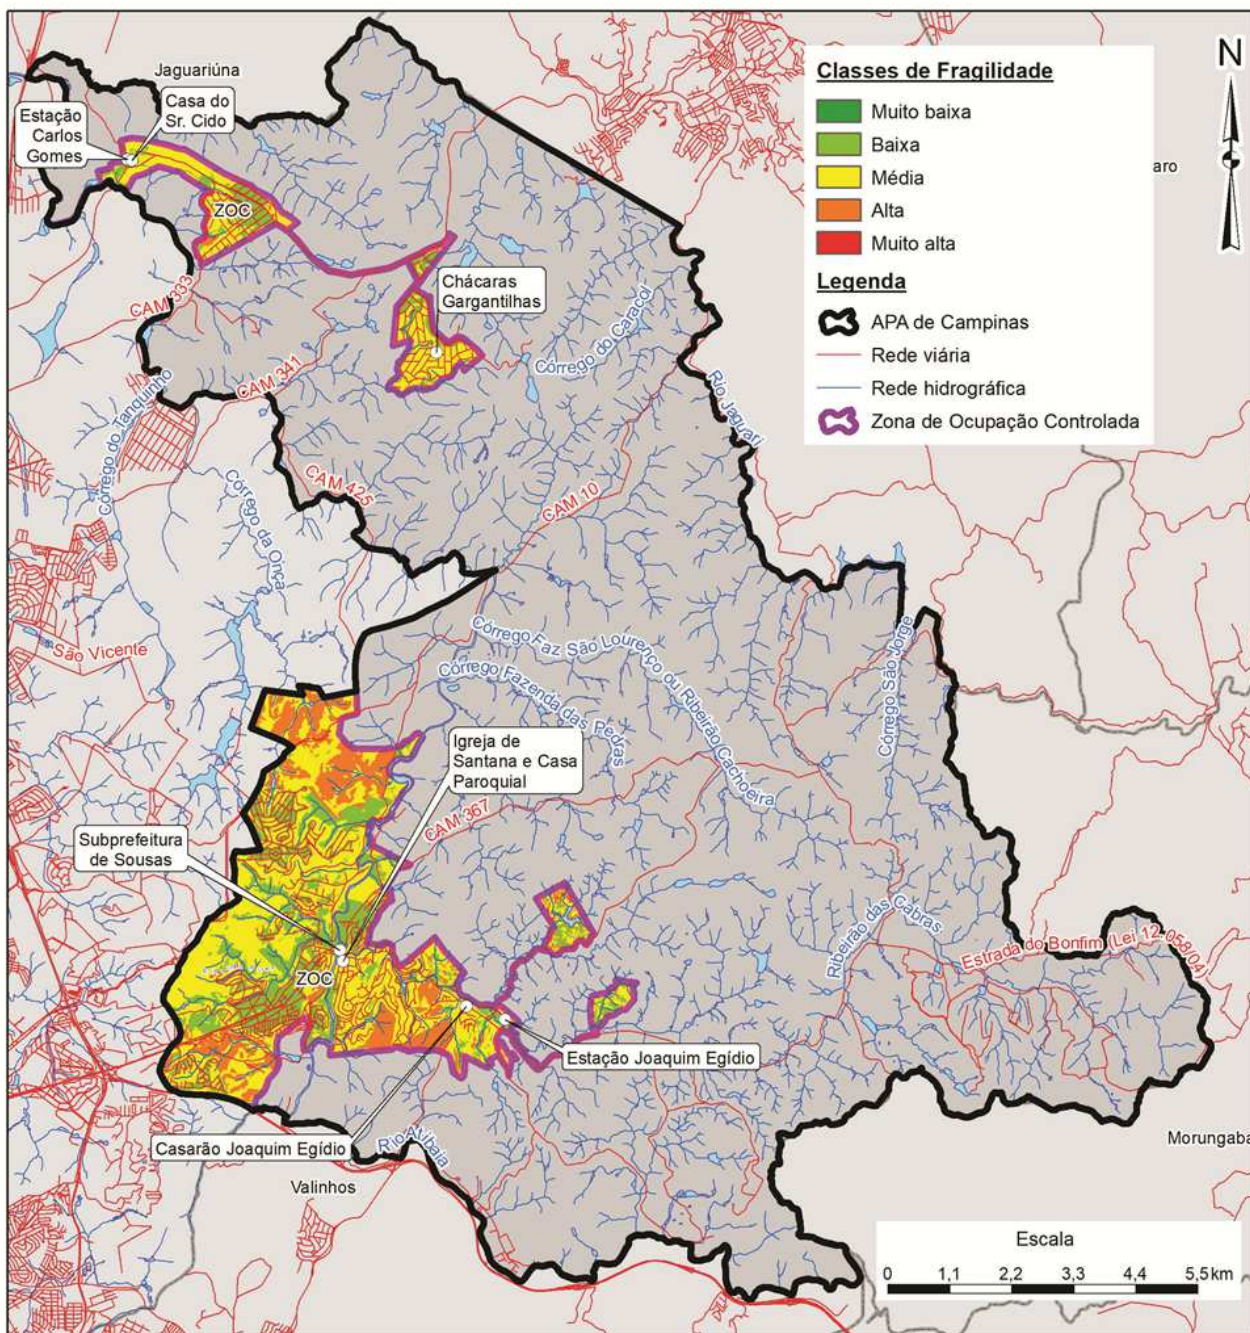 Jaguariúna
Estação
Carlos
Gomes
Casa do
Sr. Cido
ZOC
CAM 333
Chácaras
Gargantilhas
Córrego do Caracol
CAM 341
Córrego do Tanquinho
Rio Jaguari
CAM 425
CAM 10
Córrego da Onça
São Vicente
Córrego Faz São Lourenço ou Ribeirão Cachoeira
Córrego Fazenda das Pedras
Córrego São Jorge
Igreja de
Santana e Casa
Paroquial
CAM 367
Subprefeitura
de Sousas
ZOC
Ribeirão das Cabras
Estrada do Bonfim (Lei 12.058/04)
Estação Joaquim Egídio
Casarão Joaquim Egídio
Rio Atibaia
Valinhos
Morungaba
Classes de Fragilidade
Muito baixa
Baixa
Média
Alta
Muito alta
Legenda
APA de Campinas
Rede viária
Rede hidrográfica
Zona de Ocupação Controlada
N
aro
Escala
0 1,1 2,2 3,3 4,4 5,5 km